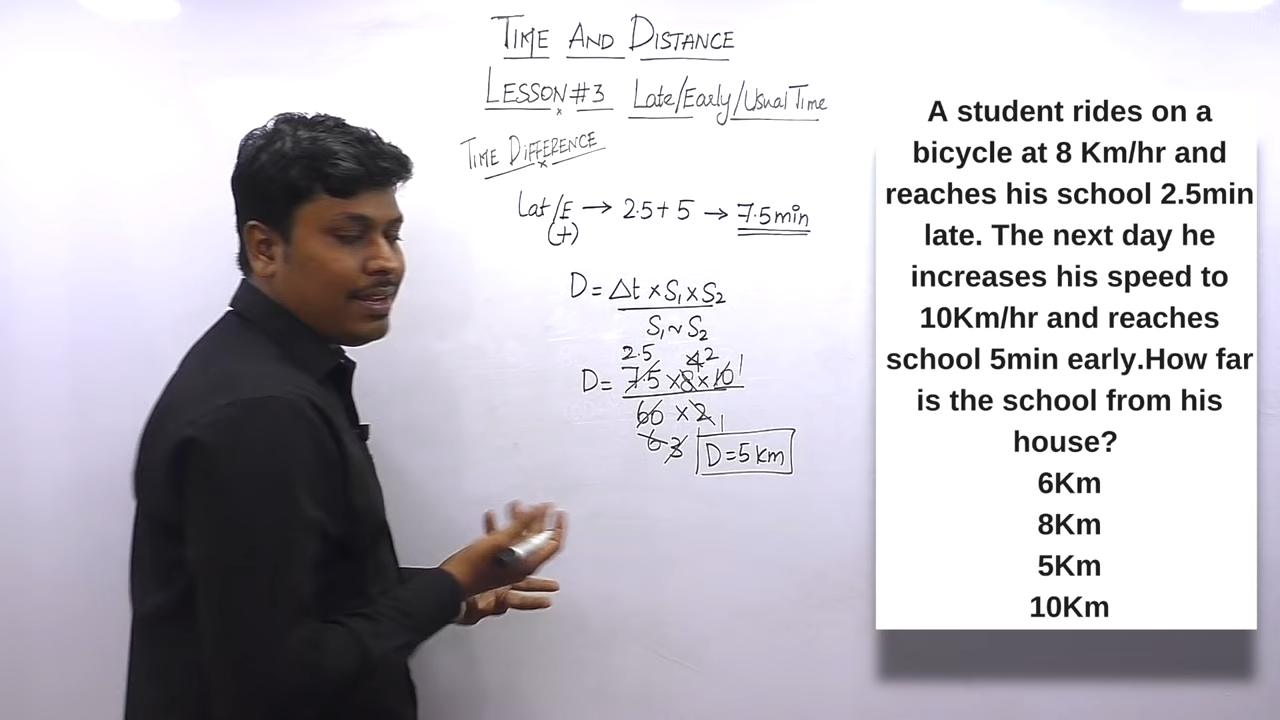 TIME AND DISTANCE
LESSON #3 Late/Early/Usual Time
TIME DIFFERENCE
Lat/E → 2.5+5 → 7.5min
(+)
D = Δt × S₁ × S₂
S₁ ~ S₂
2.5 4 2
D = 7.5 × 8 × 10 1
60 × 2 1
6 3 D=5km
A student rides on a
bicycle at 8 Km/hr and
reaches his school 2.5min
late. The next day he
increases his speed to
10Km/hr and reaches
school 5min early.How far
is the school from his
house?
6Km
8Km
5Km
10Km